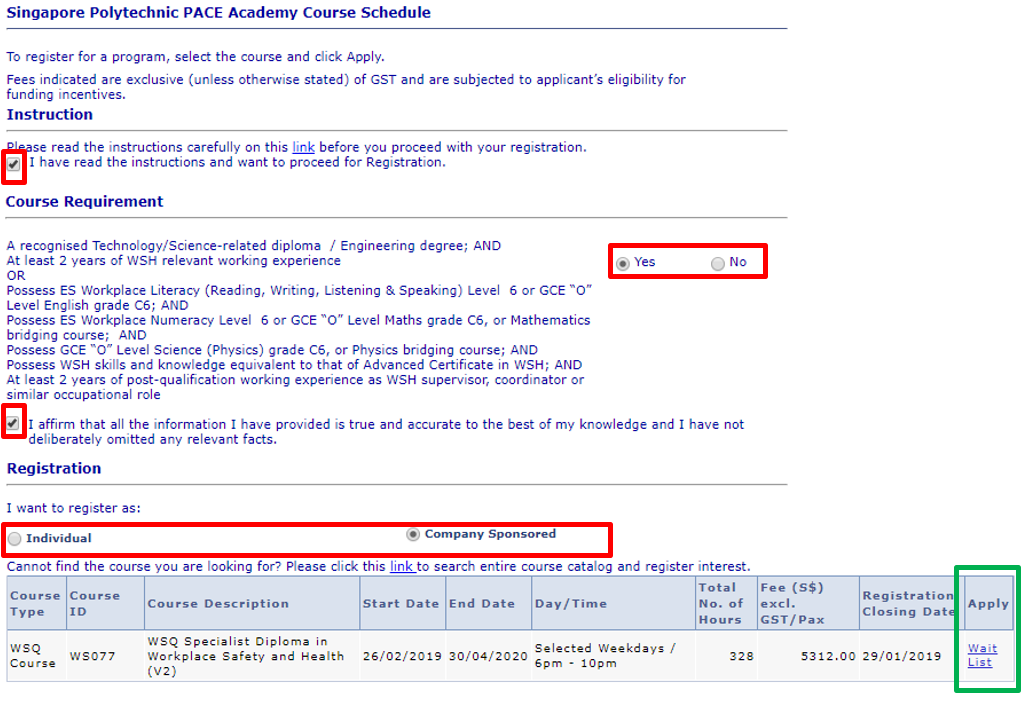 Singapore Polytechnic PACE Academy Course Schedule
To register for a program, select the course and click Apply.
Fees indicated are exclusive (unless otherwise stated) of GST and are subjected to applicant's eligibility for
funding incentives.
Instruction
Please read the instructions carefully on this link before you proceed with your registration.
I have read the instructions and want to proceed for Registration.
Course Requirement
A recognised Technology/Science-related diploma / Engineering degree; AND
At least 2 years of WSH relevant working experience
Yes No
OR
Possess ES Workplace Literacy (Reading, Writing, Listening & Speaking) Level 6 or GCE “O”
Level English grade C6; AND
Possess ES Workplace Numeracy Level 6 or GCE “O” Level Maths grade C6, or Mathematics
bridging course; AND
Possess GCE “O” Level Science (Physics) grade C6, or Physics bridging course; AND
Possess WSH skills and knowledge equivalent to that of Advanced Certificate in WSH; AND
At least 2 years of post-qualification working experience as WSH supervisor, coordinator or
similar occupational role
I affirm that all the information I have provided is true and accurate to the best of my knowledge and I have not
deliberately omitted any relevant facts.
Registration
I want to register as:
Individual Company Sponsored
Cannot find the course you are looking for? Please click this link to search entire course catalog and register interest.
Course Type
Course ID
Course Description
Start Date
End Date
Day/Time
Total No. of Hours
Fee (S$) excl. GST/Pax
Registration Closing Date
Apply
WSQ Course
WS077
WSQ Specialist Diploma in
Workplace Safety and Health
(V2)
26/02/2019
30/04/2020
Selected Weekdays /
6pm - 10pm
328
5312.00
29/01/2019
Wait
List